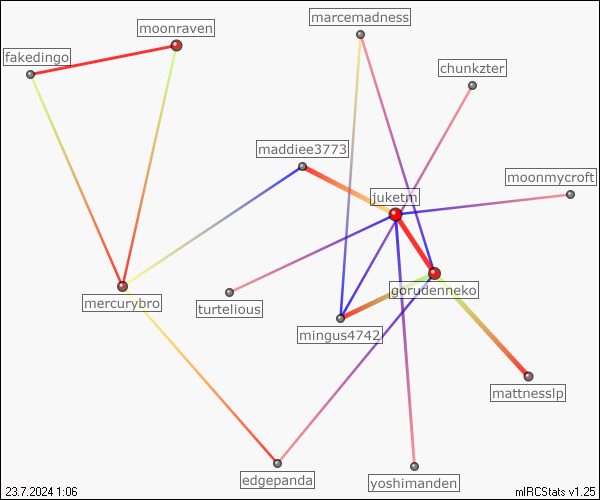 marcemadness
moonraven
fakedingo
chunkzter
maddiee3773
moonmycroft
juketm
gorudenneko
mercurybro
turtelious
mingus4742
mattnesslp
edgepanda
yoshimanden
23.7.2024 1:06
mIRCStats v1.25